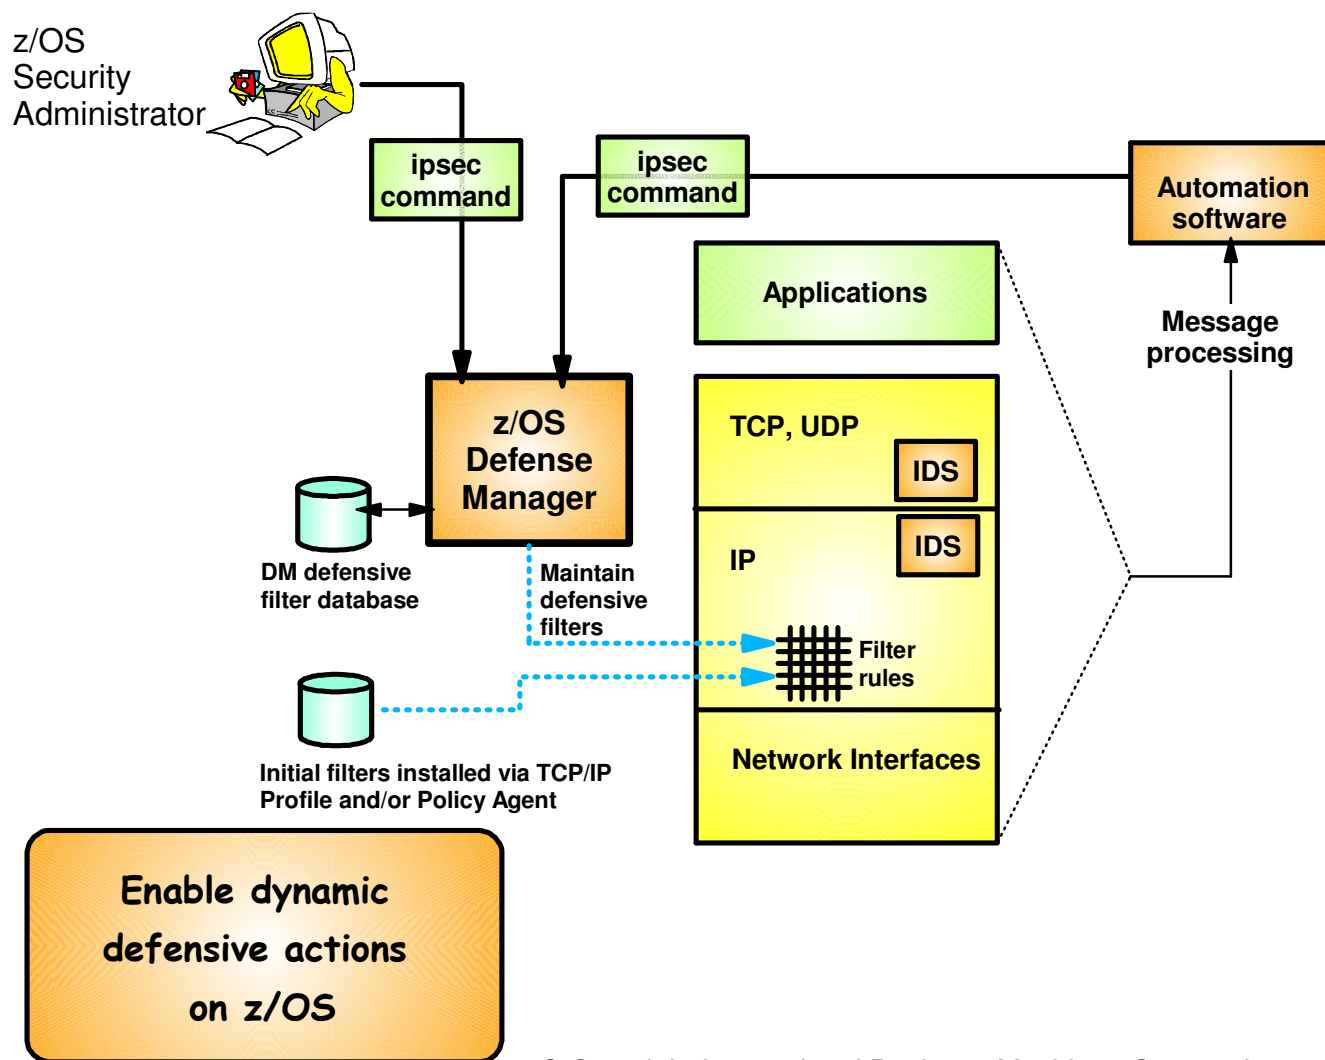 z/OS
Security
Administrator
ipsec
command
ipsec
command
Automation
software
Applications
Message
processing
z/OS
Defense
Manager
TCP, UDP
IDS
IDS
IP
DM defensive
filter database
Maintain
defensive
filters
Filter
rules
Initial filters installed via TCP/IP
Profile and/or Policy Agent
Network Interfaces
Enable dynamic
defensive actions
on z/OS